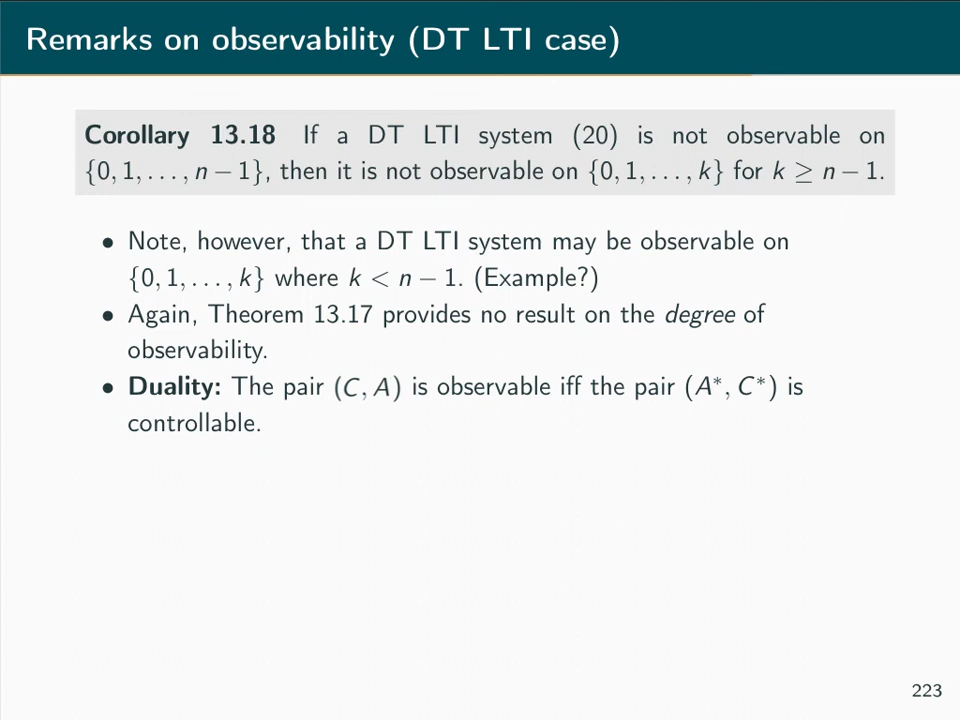 Remarks on observability (DT LTI case)
Corollary 13.18 If a DT LTI system (20) is not observable on
{0, 1, . . . , n − 1}, then it is not observable on {0, 1, . . . , k} for k ≥ n − 1.
• Note, however, that a DT LTI system may be observable on
{0, 1, . . . , k} where k < n − 1. (Example?)
• Again, Theorem 13.17 provides no result on the degree of
observability.
• Duality: The pair (C, A) is observable iff the pair (A*, C*) is
controllable.
223